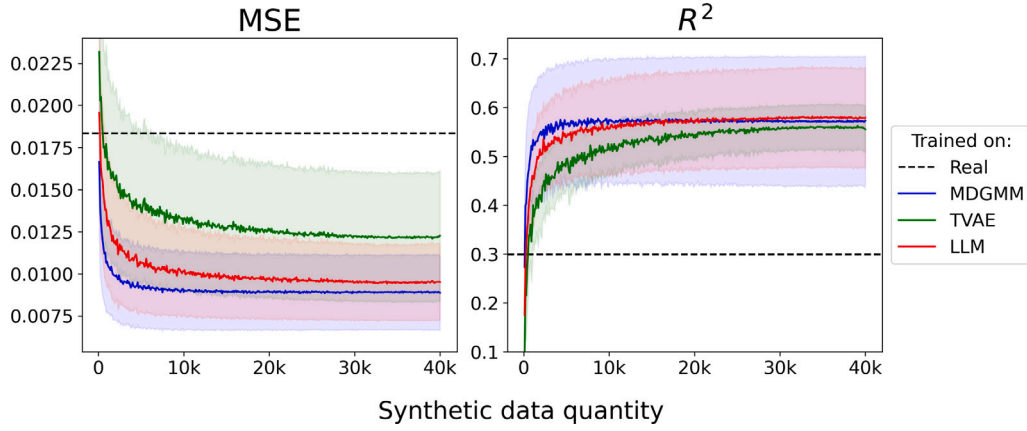 MSE
R²
0.0225
0.0200
0.0175
0.0150
0.0125
0.0100
0.0075
0 10k 20k 30k 40k
0.7
0.6
0.5
0.4
0.3
0.2
0.1
0 10k 20k 30k 40k
Synthetic data quantity
Trained on:
Real
MDGMM
TVAE
LLM